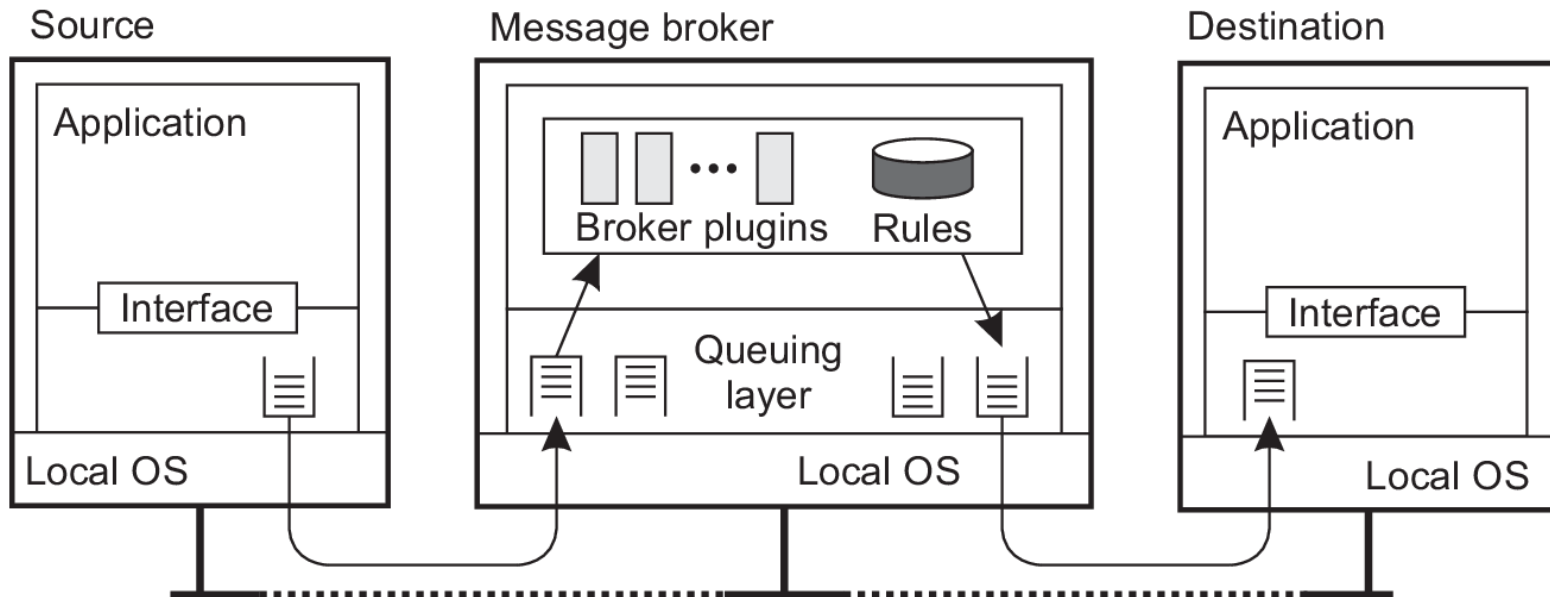 Source
Message broker
Destination
Application
Broker plugins
Rules
Application
Interface
Queuing
layer
Interface
Local OS
Local OS
Local OS